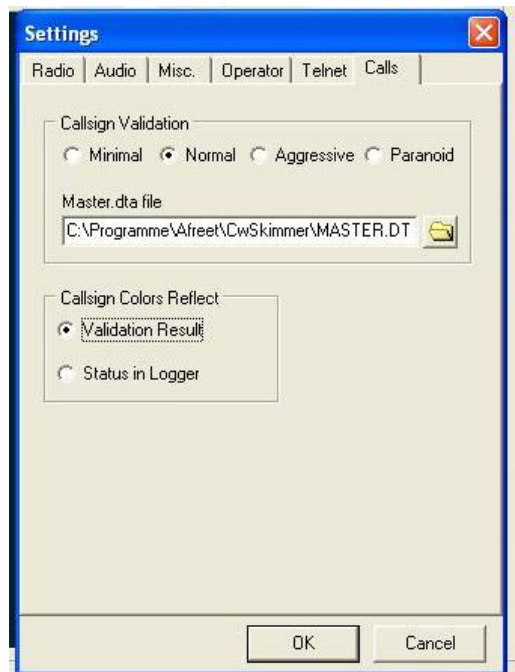 Settings
Radio Audio Misc. Operator Telnet Calls
Callsign Validation
Minimal Normal Aggressive Paranoid
Master.dta file
C:\Programme\Afreet\CwSkimmer\MASTER.DT
Callsign Colors Reflect
Validation Result
Status in Logger
OK Cancel